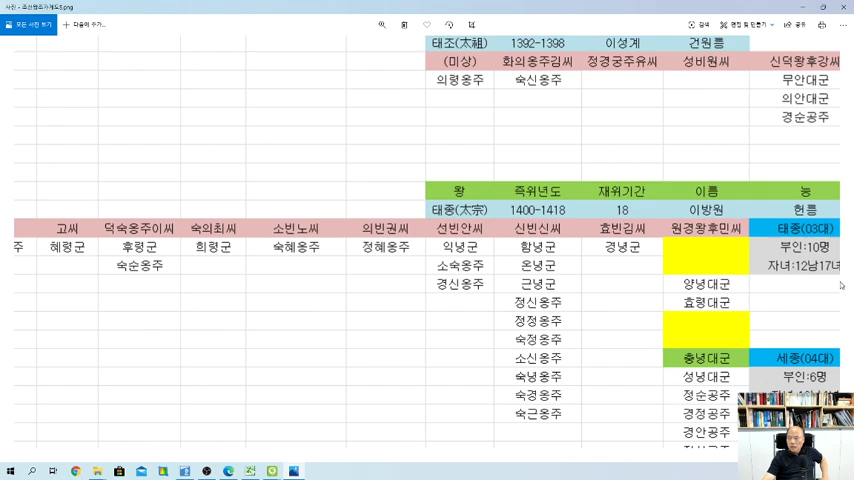 사진 - 조선왕조가계도5.png
모든 사진 보기 + 다음에 추가...
검색 편집 및 만들기 공유
태조(太祖) 1392-1398 이성계 건원릉
(미상) 화의옹주김씨 정경궁주유씨 성비원씨 신덕왕후강씨
의령옹주 숙신옹주 무안대군
의안대군
경순공주
왕 즉위년도 재위기간 이름 능
태종(太宗) 1400-1418 18 이방원 헌릉
고씨 덕숙옹주이씨 숙의최씨 소빈노씨 의빈권씨 선빈안씨 신빈신씨 효빈김씨 원경왕후민씨 태종(03대)
주 혜령군 후령군 희령군 숙혜옹주 정혜옹주 익녕군 함녕군 경녕군 부인:10명
숙순옹주 소숙옹주 온녕군 자녀:12남17녀
경신옹주 근녕군 양녕대군
정신옹주 효령대군
정정옹주
숙정옹주
소신옹주 충녕대군 세종(04대)
숙녕옹주 성녕대군 부인:6명
숙경옹주 정순공주
숙근옹주 경정공주
경안공주